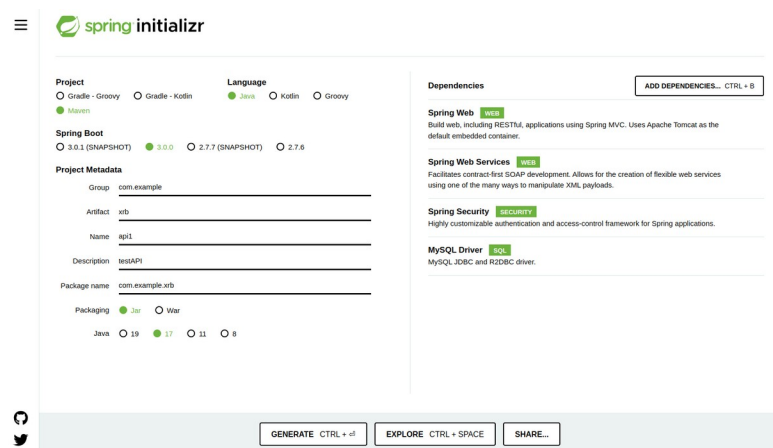 spring initializr
Project
Gradle - Groovy Gradle - Kotlin
Maven
Language
Java Kotlin Groovy
Spring Boot
3.0.1 (SNAPSHOT) 3.0.0 2.7.7 (SNAPSHOT) 2.7.6
Project Metadata
Group com.example
Artifact xrb
Name api1
Description testAPI
Package name com.example.xrb
Packaging Jar War
Java 19 17 11 8
Dependencies
ADD DEPENDENCIES... CTRL + B
Spring Web WEB
Build web, including RESTful, applications using Spring MVC. Uses Apache Tomcat as the
default embedded container.
Spring Web Services WEB
Facilitates contract-first SOAP development. Allows for the creation of flexible web services
using one of the many ways to manipulate XML payloads.
Spring Security SECURITY
Highly customizable authentication and access-control framework for Spring applications.
MySQL Driver SQL
MySQL JDBC and R2DBC driver.
GENERATE CTRL + ⏎ EXPLORE CTRL + SPACE SHARE...